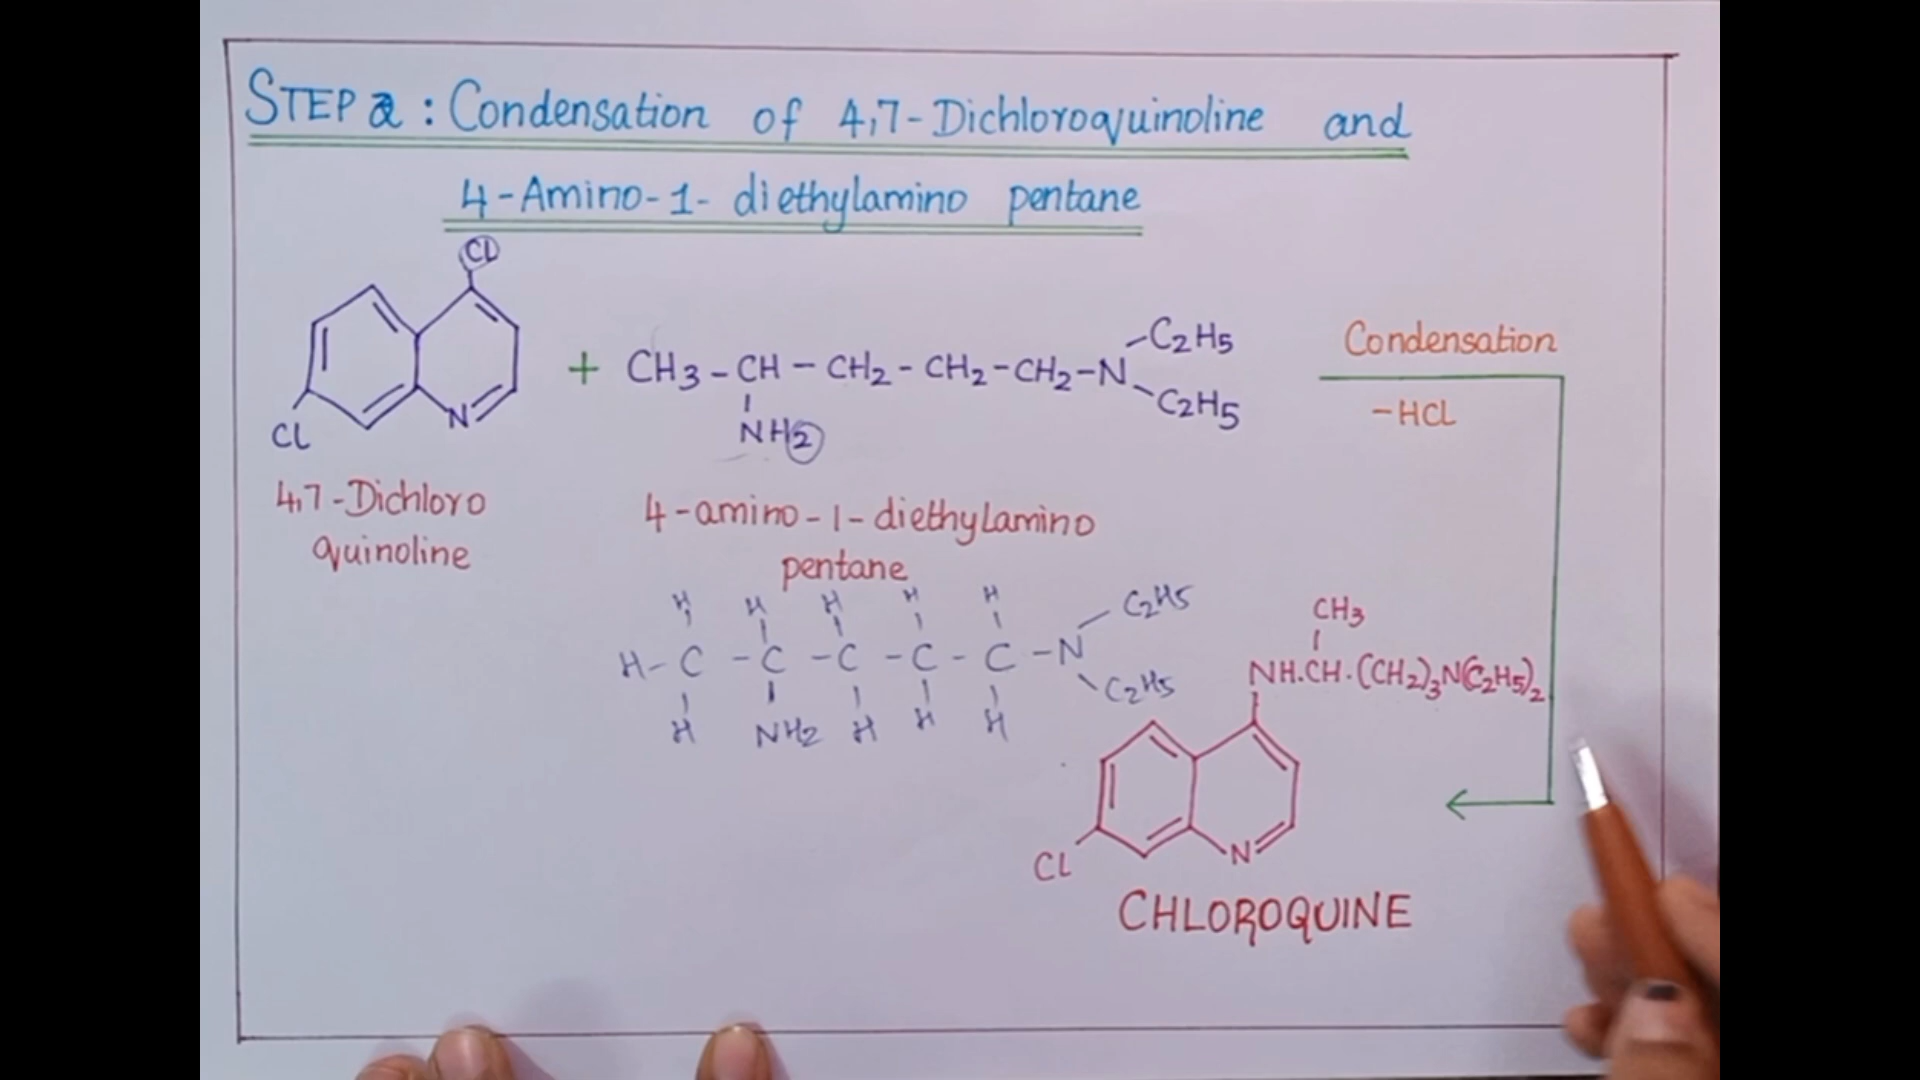 STEP 2 : Condensation of 4,7-Dichloroquinoline and
4-Amino-1-diethylamino pentane
Cl
Cl
N
+ CH3-CH-CH2-CH2-CH2-N
C2H5
C2H5
NH2
Condensation
-HCl
4,7-Dichloro
quinoline
4-amino-1-diethylamino
pentane
H H H H H
H-C-C-C-C-C-N
C2H5
C2H5
H NH2 H H H
CH3
NH.CH.(CH2)3N(C2H5)2
Cl
N
CHLOROQUINE